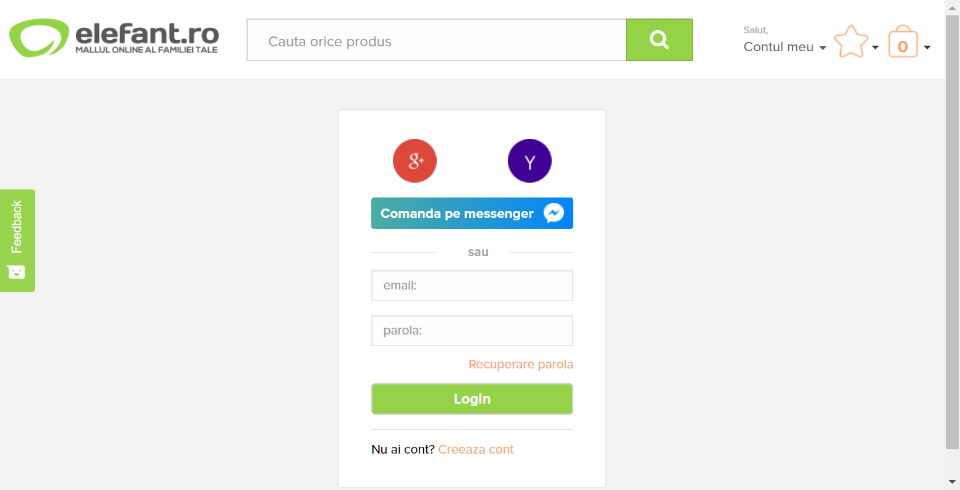 elefant.ro
MALLUL ONLINE AL FAMILIEI TALE
Cauta orice produs
Salut,
Contul meu
0
g+
Y
Comanda pe messenger
Feedback
sau
email:
parola:
Recuperare parola
Login
Nu ai cont? Creeaza cont